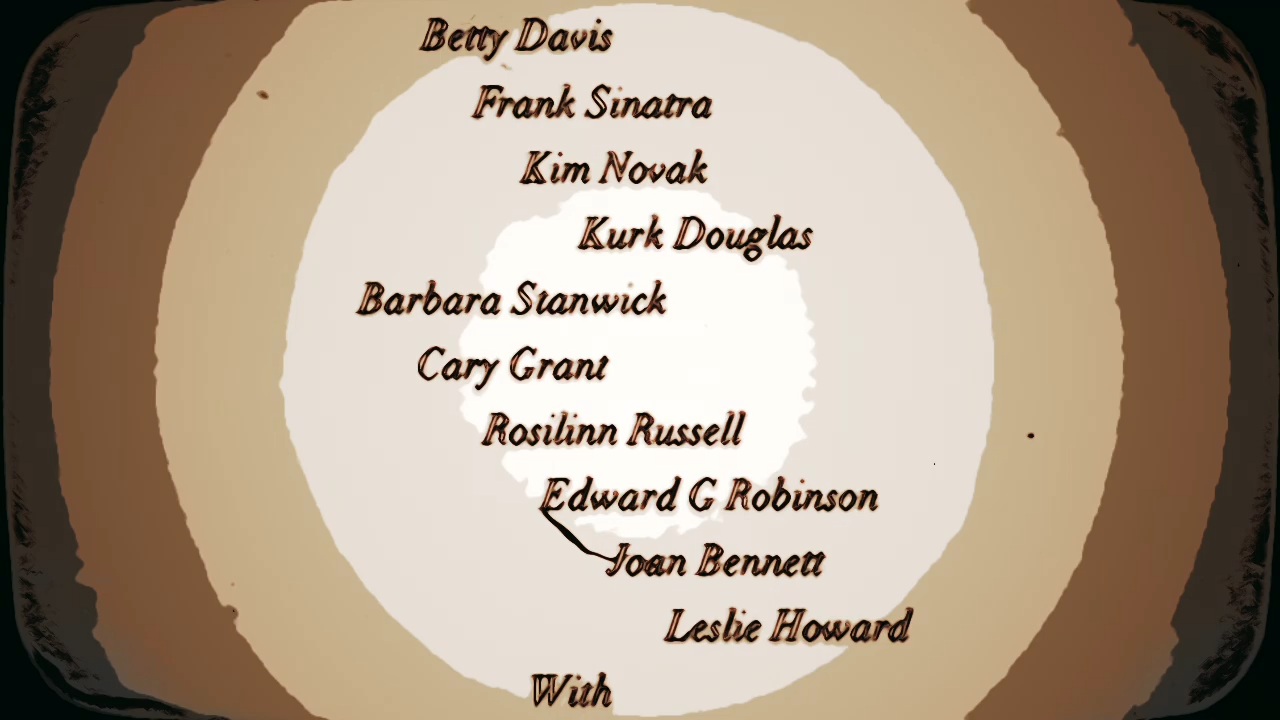 Betty Davis
Frank Sinatra
Kim Novak
Kurk Douglas
Barbara Stanwick
Cary Grant
Rosilinn Russell
Edward G Robinson
Joan Bennett
Leslie Howard
With